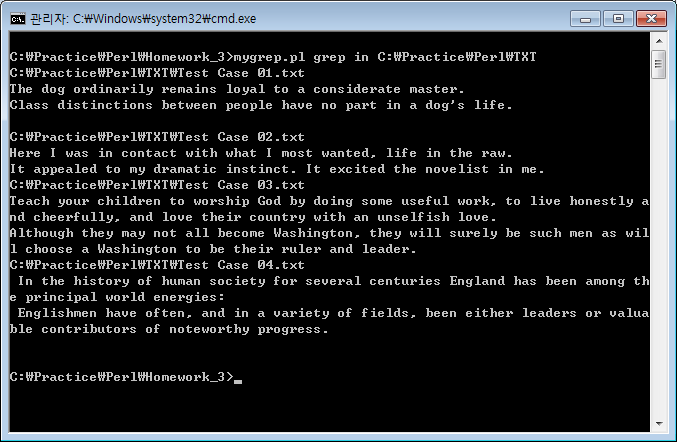 관리자: C:₩Windows₩system32₩cmd.exe
C:₩Practice₩Perl₩Homework_3>mygrep.pl grep in C:₩Practice₩Perl₩TXT
C:₩Practice₩Perl₩TXT₩Test Case 01.txt
The dog ordinarily remains loyal to a considerate master.
Class distinctions between people have no part in a dog's life.
C:₩Practice₩Perl₩TXT₩Test Case 02.txt
Here I was in contact with what I most wanted, life in the raw.
It appealed to my dramatic instinct. It excited the novelist in me.
C:₩Practice₩Perl₩TXT₩Test Case 03.txt
Teach your children to worship God by doing some useful work, to live honestly a
nd cheerfully, and love their country with an unselfish love.
Although they may not all become Washington, they will surely be such men as wil
l choose a Washington to be their ruler and leader.
C:₩Practice₩Perl₩TXT₩Test Case 04.txt
In the history of human society for several centuries England has been among th
e principal world energies:
Englishmen have often, and in a variety of fields, been either leaders or valua
ble contributors of noteworthy progress.
C:₩Practice₩Perl₩Homework_3>